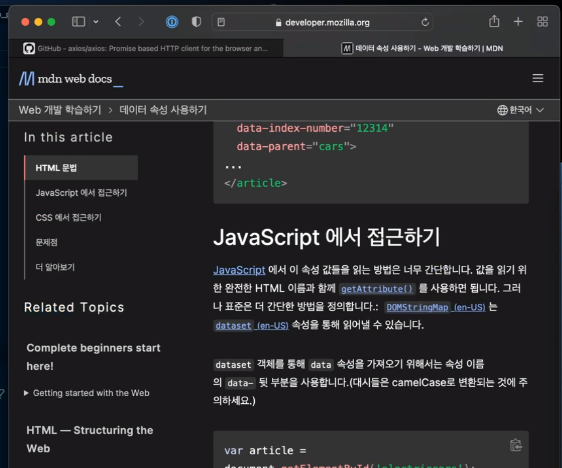 developer.mozilla.org
GitHub - axios/axios: Promise based HTTP client for the browser an...
데이터 속성 사용하기 - Web 개발 학습하기 | MDN
mdn web docs_
Web 개발 학습하기 > 데이터 속성 사용하기
한국어
In this article
HTML 문법
JavaScript 에서 접근하기
CSS 에서 접근하기
문제점
더 알아보기
Related Topics
Complete beginners start
here!
Getting started with the Web
HTML — Structuring the
Web
data-index-number="12314"
data-parent="cars">
...
</article>
JavaScript 에서 접근하기
JavaScript 에서 이 속성 값들을 읽는 방법은 너무 간단합니다. 값을 읽기 위
한 완전한 HTML 이름과 함께 getAttribute() 를 사용하면 됩니다. 그러
나 표준은 더 간단한 방법을 정의합니다.: DOMStringMap (en-US) 는
dataset (en-US) 속성을 통해 읽어낼 수 있습니다.
dataset 객체를 통해 data 속성을 가져오기 위해서는 속성 이름
의 data- 뒷 부분을 사용합니다.(대시들은 camelCase로 변환되는 것에 주
의하세요.)
var article =
document.getElementById('electriccars');